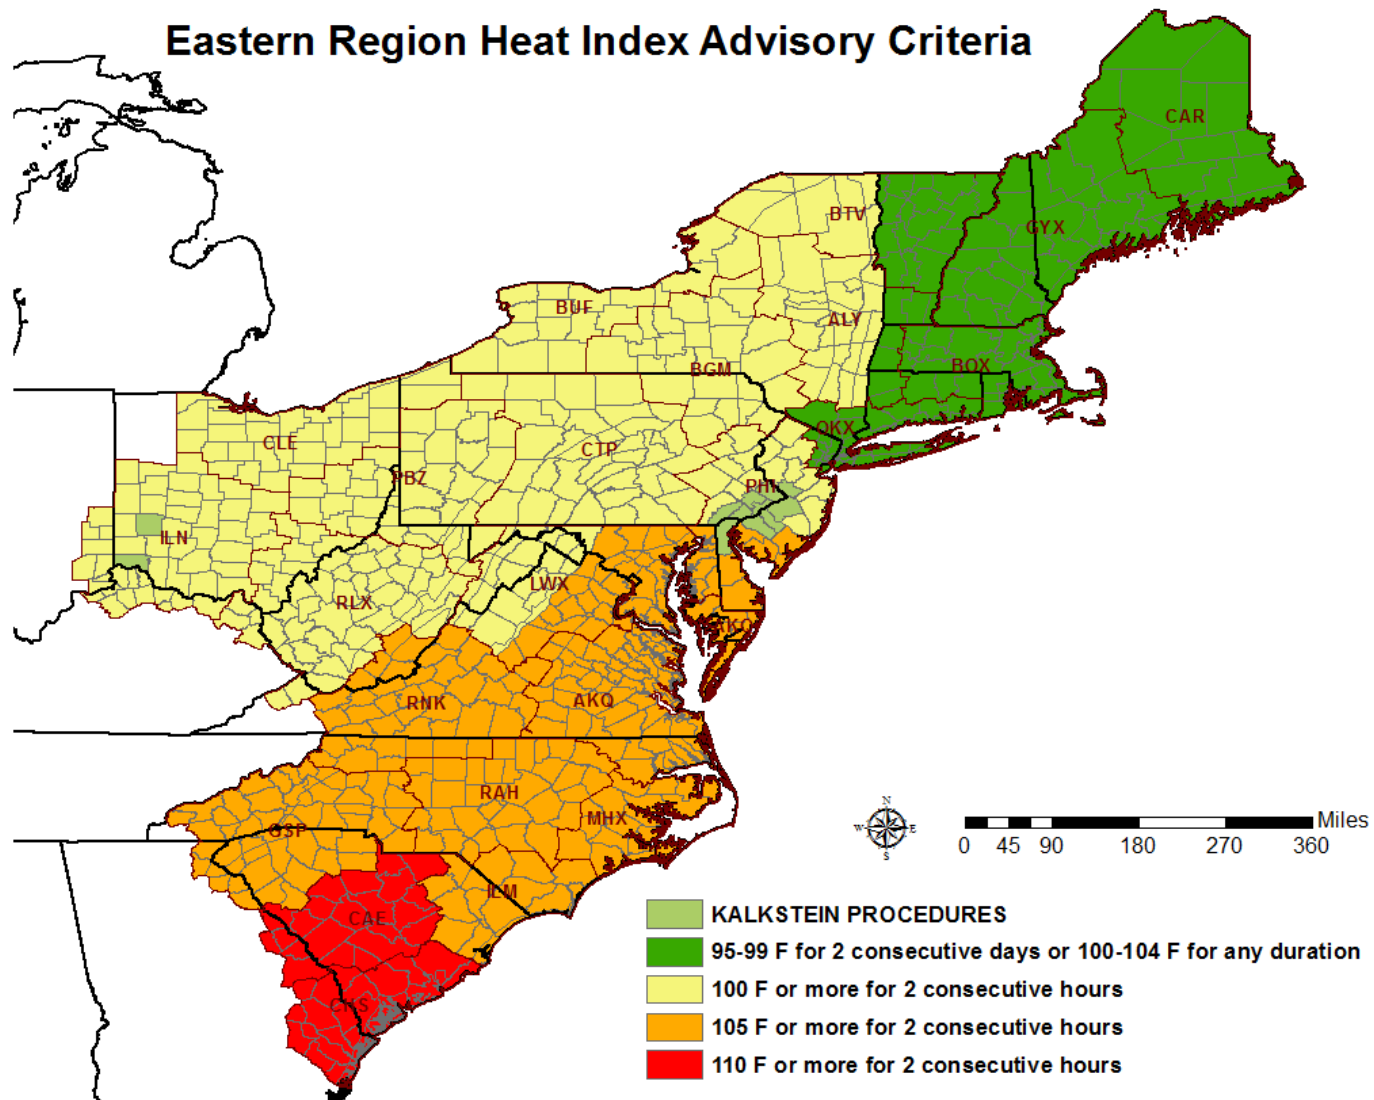 Eastern Region Heat Index Advisory Criteria
CAR
BTV
GYX
BUF
ALY
BGM
BOX
OKX
CLE
CTP
PBZ
PHI
ILN
LWX
RLX
AKQ
RNK
AKQ
RAH
MHX
GSP
ILM
CAE
CHS
N
W E
S
Miles
0 45 90 180 270 360
KALKSTEIN PROCEDURES
95-99 F for 2 consecutive days or 100-104 F for any duration
100 F or more for 2 consecutive hours
105 F or more for 2 consecutive hours
110 F or more for 2 consecutive hours